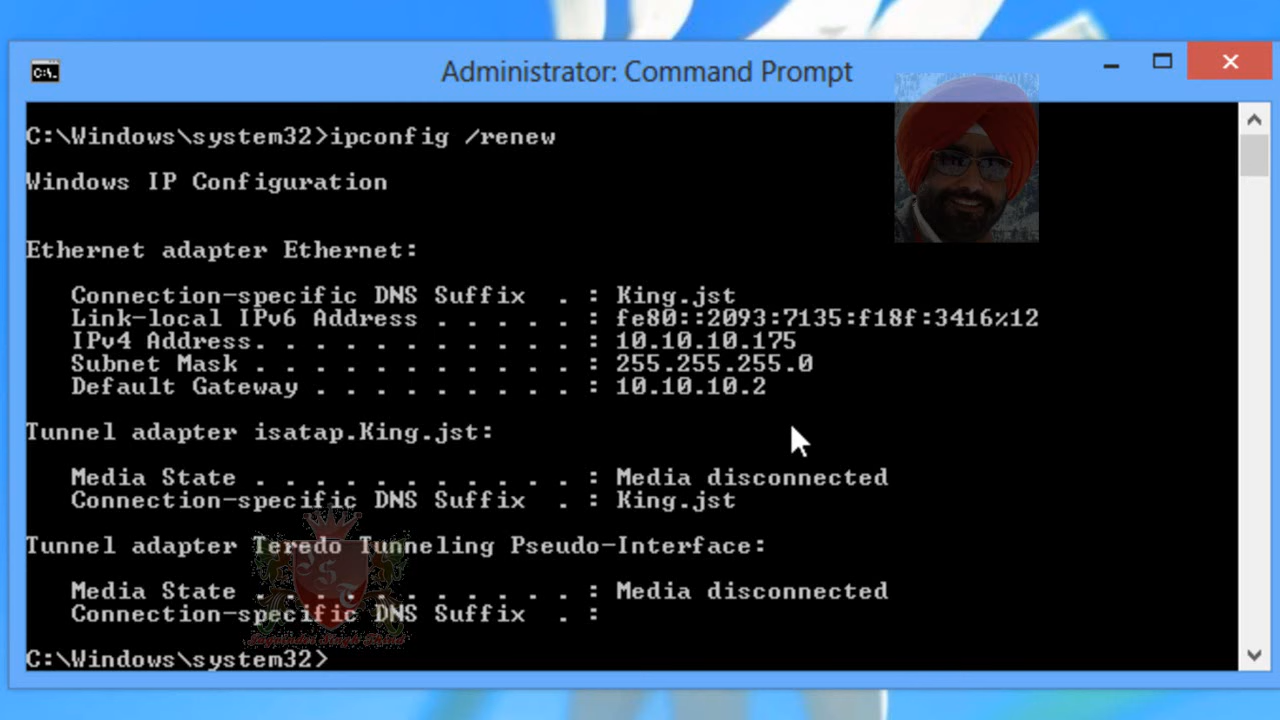 Administrator: Command Prompt
C:\Windows\system32>ipconfig /renew
Windows IP Configuration
Ethernet adapter Ethernet:
Connection-specific DNS Suffix . : King.jst
Link-local IPv6 Address . . . . . : fe80::2093:7135:f18f:3416%12
IPv4 Address. . . . . . . . . . . : 10.10.10.175
Subnet Mask . . . . . . . . . . . : 255.255.255.0
Default Gateway . . . . . . . . . : 10.10.10.2
Tunnel adapter isatap.King.jst:
Media State . . . . . . . . . . . : Media disconnected
Connection-specific DNS Suffix . : King.jst
Tunnel adapter Teredo Tunneling Pseudo-Interface:
Media State . . . . . . . . . . . : Media disconnected
Connection-specific DNS Suffix . :
JST
C:\Windows\system32>